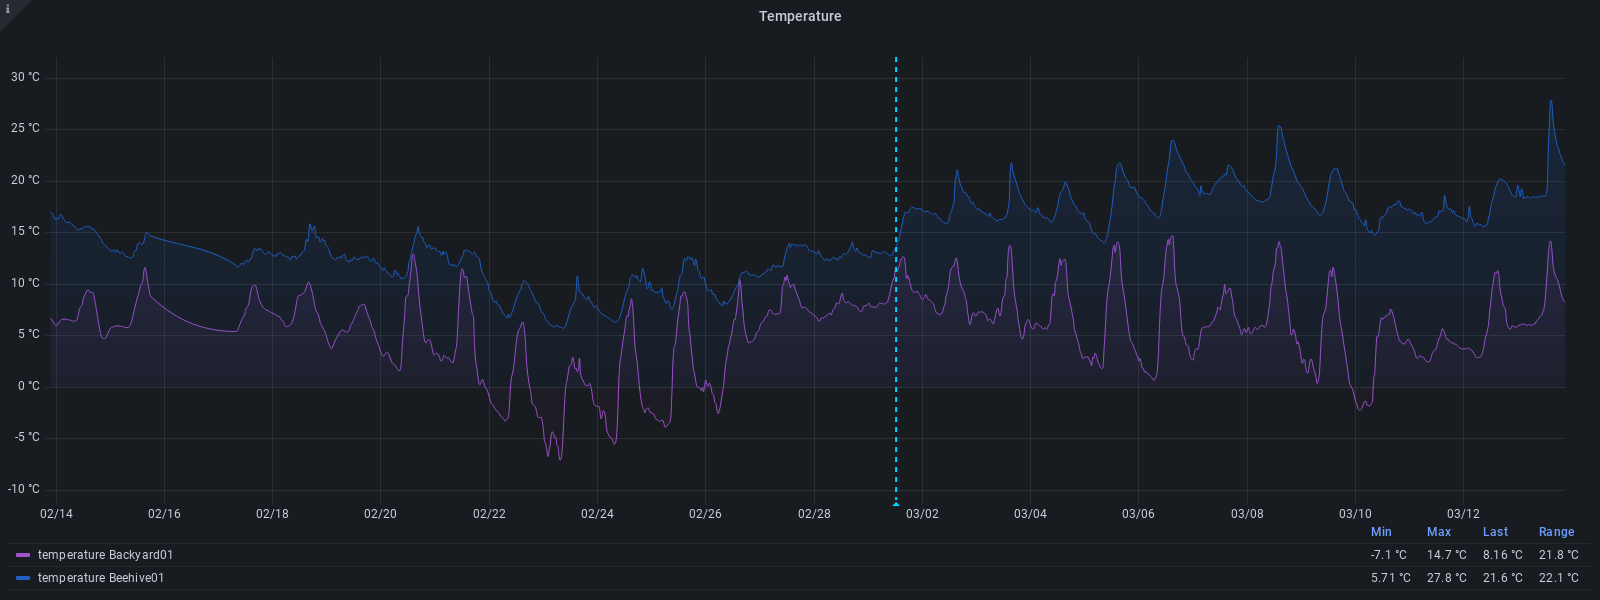 i
Temperature
30 °C
25 °C
20 °C
15 °C
10 °C
5 °C
0 °C
-5 °C
-10 °C
02/14 02/16 02/18 02/20 02/22 02/24 02/26 02/28 03/02 03/04 03/06 03/08 03/10 03/12
Min Max Last Range
temperature Backyard01 -7.1 °C 14.7 °C 8.16 °C 21.8 °C
temperature Beehive01 5.71 °C 27.8 °C 21.6 °C 22.1 °C